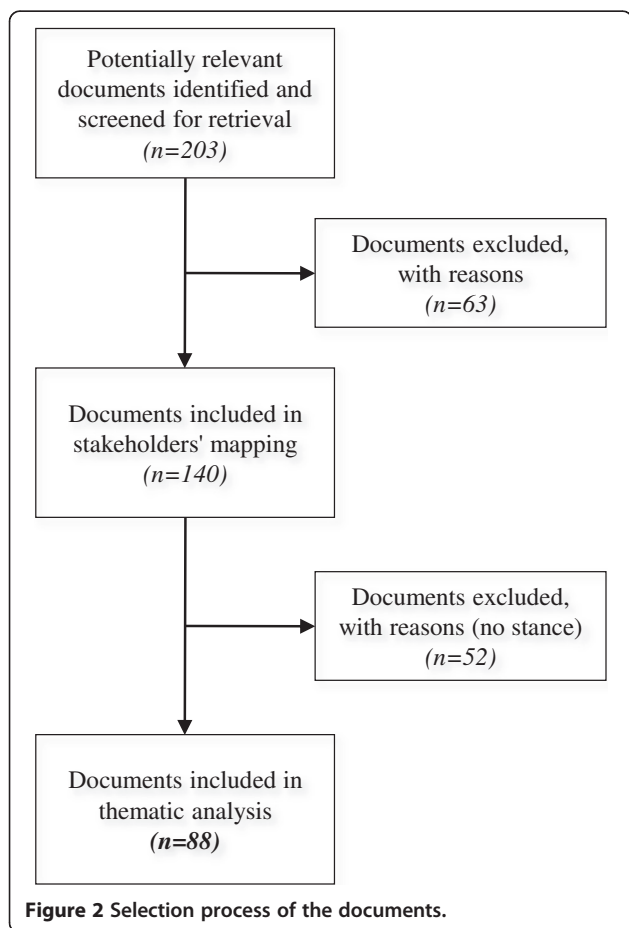 Potentially relevant
documents identified and
screened for retrieval
(n=203)
Documents excluded,
with reasons
(n=63)
Documents included in
stakeholders' mapping
(n=140)
Documents excluded,
with reasons (no stance)
(n=52)
Documents included in
thematic analysis
(n=88)
Figure 2 Selection process of the documents.